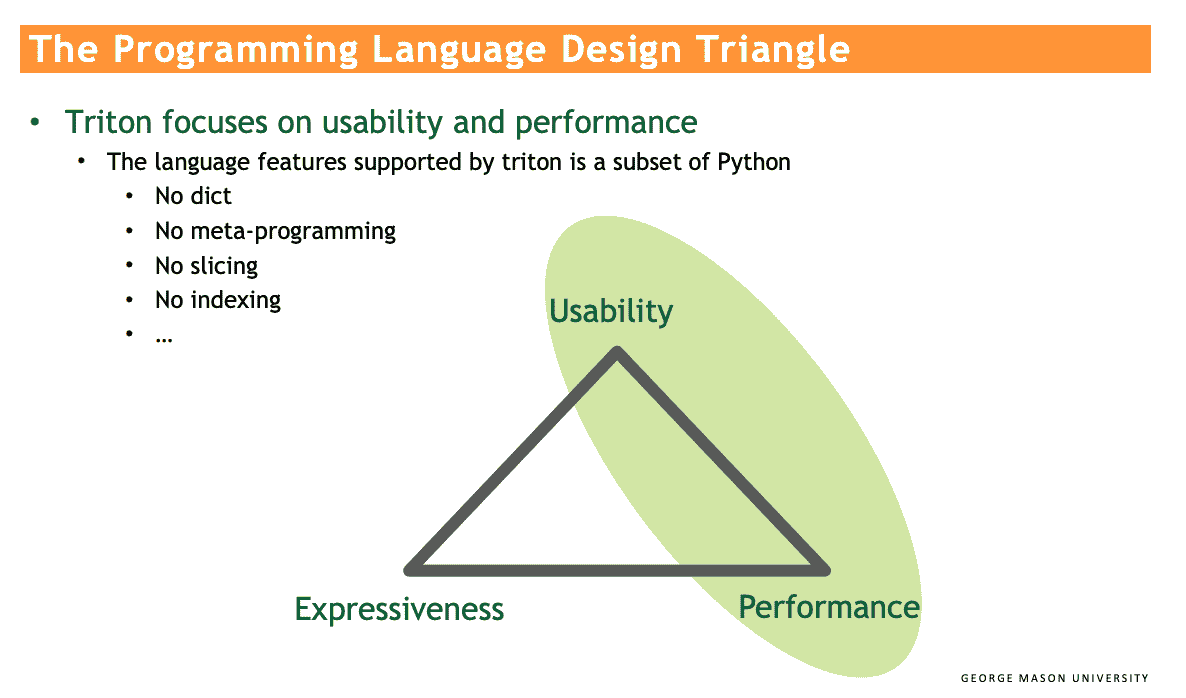 The Programming Language Design Triangle
• Triton focuses on usability and performance
• The language features supported by triton is a subset of Python
• No dict
• No meta-programming
• No slicing
• No indexing
• …
Usability
Expressiveness
Performance
GEORGE MASON UNIVERSITY